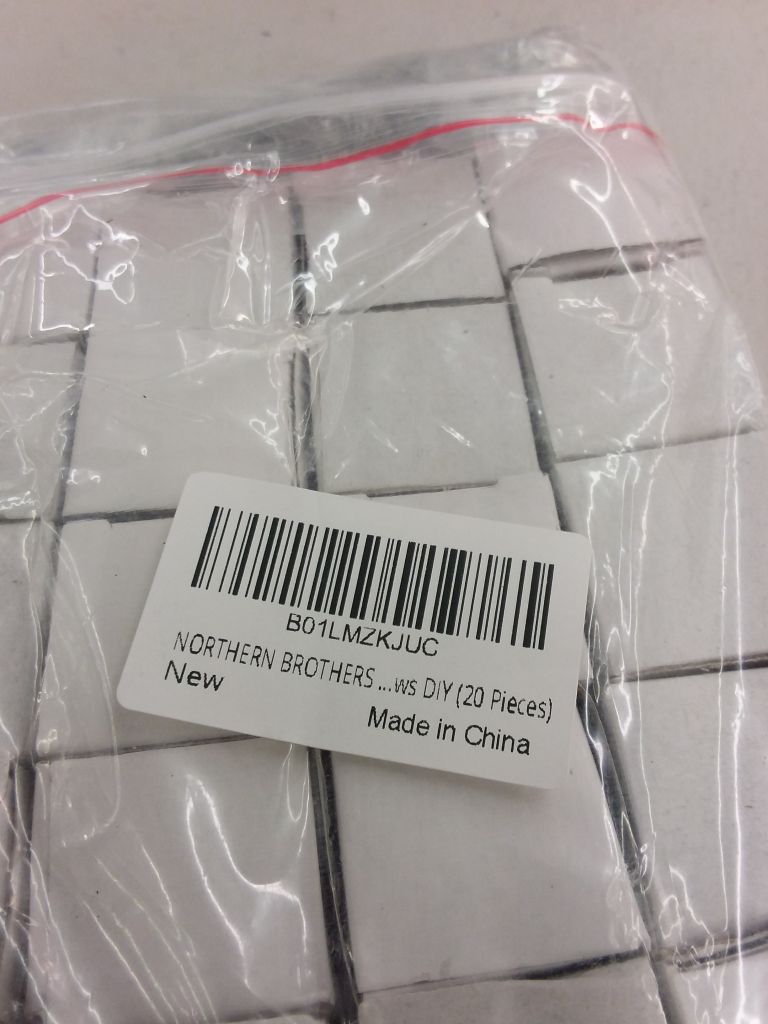 B01LMZKJUC
NORTHERN BROTHERS ...ws DIY (20 Pieces)
New
Made in China